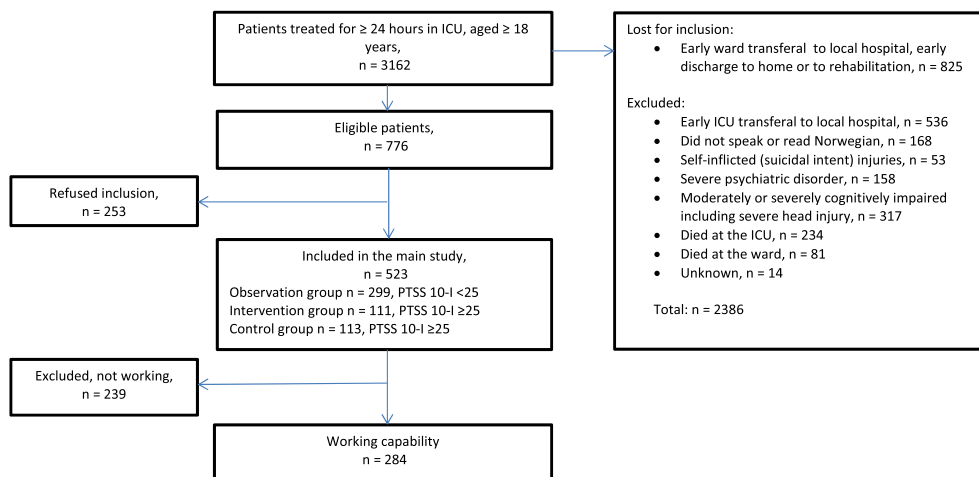 Patients treated for ≥ 24 hours in ICU, aged ≥ 18
years,
n = 3162
Lost for inclusion:
• Early ward transferal to local hospital, early
discharge to home or to rehabilitation, n = 825
Excluded:
• Early ICU transferal to local hospital, n = 536
• Did not speak or read Norwegian, n = 168
• Self-inflicted (suicidal intent) injuries, n = 53
• Severe psychiatric disorder, n = 158
• Moderately or severely cognitively impaired
including severe head injury, n = 317
• Died at the ICU, n = 234
• Died at the ward, n = 81
• Unknown, n = 14
Total: n = 2386
Eligible patients,
n = 776
Refused inclusion,
n = 253
Included in the main study,
n = 523
Observation group n = 299, PTSS 10-I <25
Intervention group n = 111, PTSS 10-I ≥25
Control group n = 113, PTSS 10-I ≥25
Excluded, not working,
n = 239
Working capability
n = 284